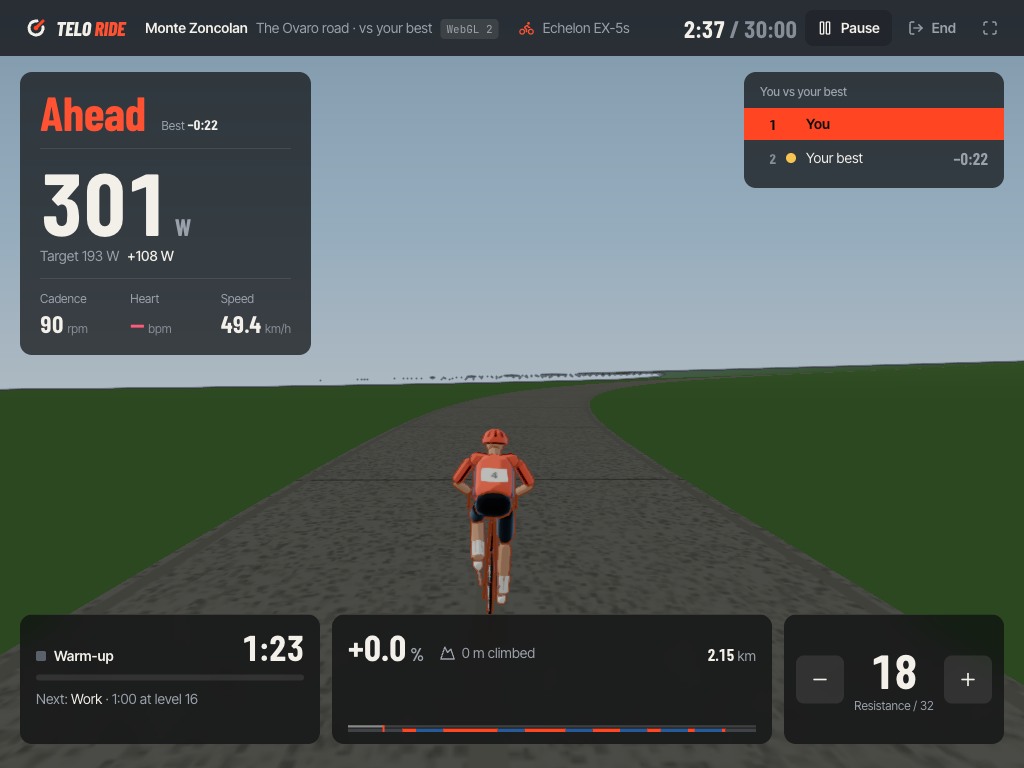 TELO RIDE Monte Zoncolan The Ovaro road · vs your best WebGL 2 Echelon EX-5s 2:37 / 30:00 Pause End
Ahead Best −0:22
301 W
Target 193 W +108 W
Cadence Heart Speed
90 rpm – bpm 49.4 km/h
You vs your best
1 You
2 Your best −0:22
4
Warm-up 1:23
Next: Work · 1:00 at level 16
+0.0 % 0 m climbed 2.15 km
− 18 +
Resistance / 32